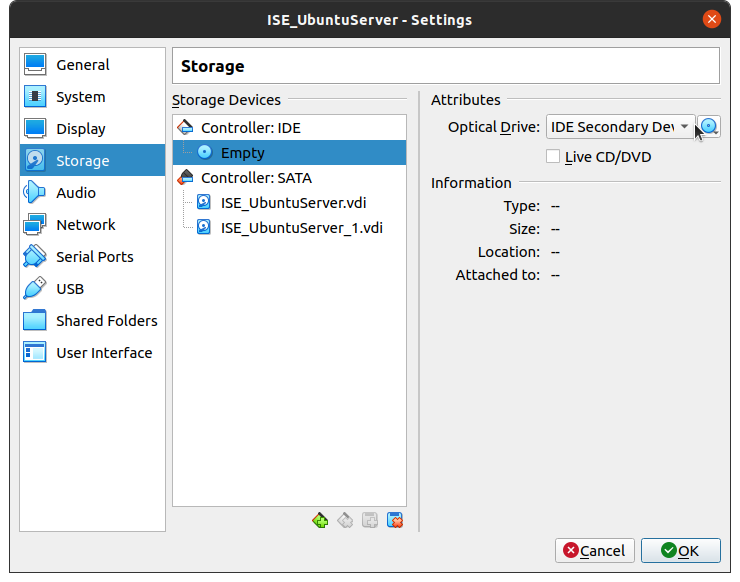 ISE_UbuntuServer - Settings
General
System
Display
Storage
Audio
Network
Serial Ports
USB
Shared Folders
User Interface
Storage
Storage Devices
Controller: IDE
Empty
Controller: SATA
ISE_UbuntuServer.vdi
ISE_UbuntuServer_1.vdi
Attributes
Optical Drive: IDE Secondary
Live CD/DVD
Information
Type: --
Size: --
Location: --
Attached to: --
Cancel
OK